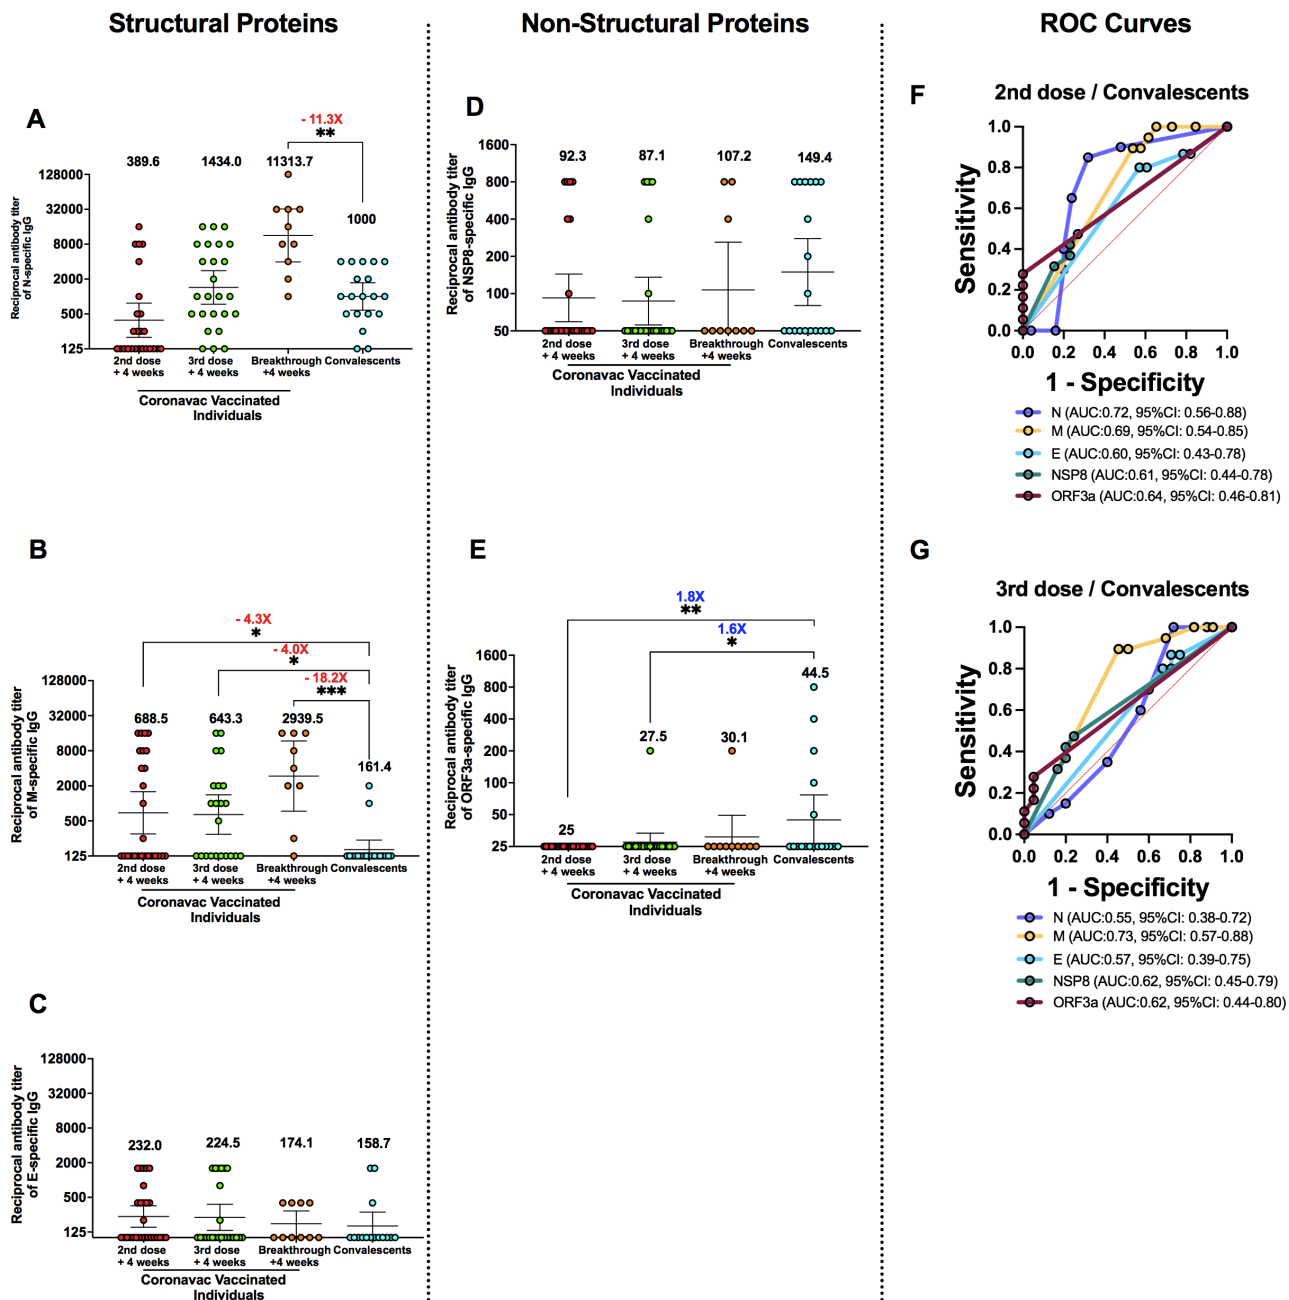 Structural Proteins
Non-Structural Proteins
ROC Curves
A
- 11.3X
**
389.6
1434.0
11313.7
1000
Reciprocal antibody titer
of N-specific IgG
128000
32000
8000
2000
500
125
2nd dose
+ 4 weeks
3rd dose
+ 4 weeks
Breakthrough
+4 weeks
Convalescents
Coronavac Vaccinated
Individuals
B
- 4.3X
*
- 4.0X
*
- 18.2X
***
688.5
643.3
2939.5
161.4
Reciprocal antibody titer
of M-specific IgG
128000
32000
8000
2000
500
125
2nd dose
+ 4 weeks
3rd dose
+ 4 weeks
Breakthrough
+4 weeks
Convalescents
Coronavac Vaccinated
Individuals
C
232.0
224.5
174.1
158.7
Reciprocal antibody titer
of E-specific IgG
128000
32000
8000
2000
500
125
2nd dose
+ 4 weeks
3rd dose
+ 4 weeks
Breakthrough
+4 weeks
Convalescents
Coronavac Vaccinated
Individuals
D
92.3
87.1
107.2
149.4
Reciprocal antibody titer
of NSP8-specific IgG
1600
800
400
200
100
50
2nd dose
+ 4 weeks
3rd dose
+ 4 weeks
Breakthrough
+4 weeks
Convalescents
Coronavac Vaccinated
Individuals
E
1.8X
**
1.6X
*
25
27.5
30.1
44.5
Reciprocal antibody titer
of ORF3a-specific IgG
1600
800
400
200
100
50
25
2nd dose
+ 4 weeks
3rd dose
+ 4 weeks
Breakthrough
+4 weeks
Convalescents
Coronavac Vaccinated
Individuals
F
2nd dose / Convalescents
Sensitivity
1.0
0.8
0.6
0.4
0.2
0.0
0.0 0.2 0.4 0.6 0.8 1.0
1 - Specificity
N (AUC:0.72, 95%CI: 0.56-0.88)
M (AUC:0.69, 95%CI: 0.54-0.85)
E (AUC:0.60, 95%CI: 0.43-0.78)
NSP8 (AUC:0.61, 95%CI: 0.44-0.78)
ORF3a (AUC:0.64, 95%CI: 0.46-0.81)
G
3rd dose / Convalescents
Sensitivity
1.0
0.8
0.6
0.4
0.2
0.0
0.0 0.2 0.4 0.6 0.8 1.0
1 - Specificity
N (AUC:0.55, 95%CI: 0.38-0.72)
M (AUC:0.73, 95%CI: 0.57-0.88)
E (AUC:0.57, 95%CI: 0.39-0.75)
NSP8 (AUC:0.62, 95%CI: 0.45-0.79)
ORF3a (AUC:0.62, 95%CI: 0.44-0.80)